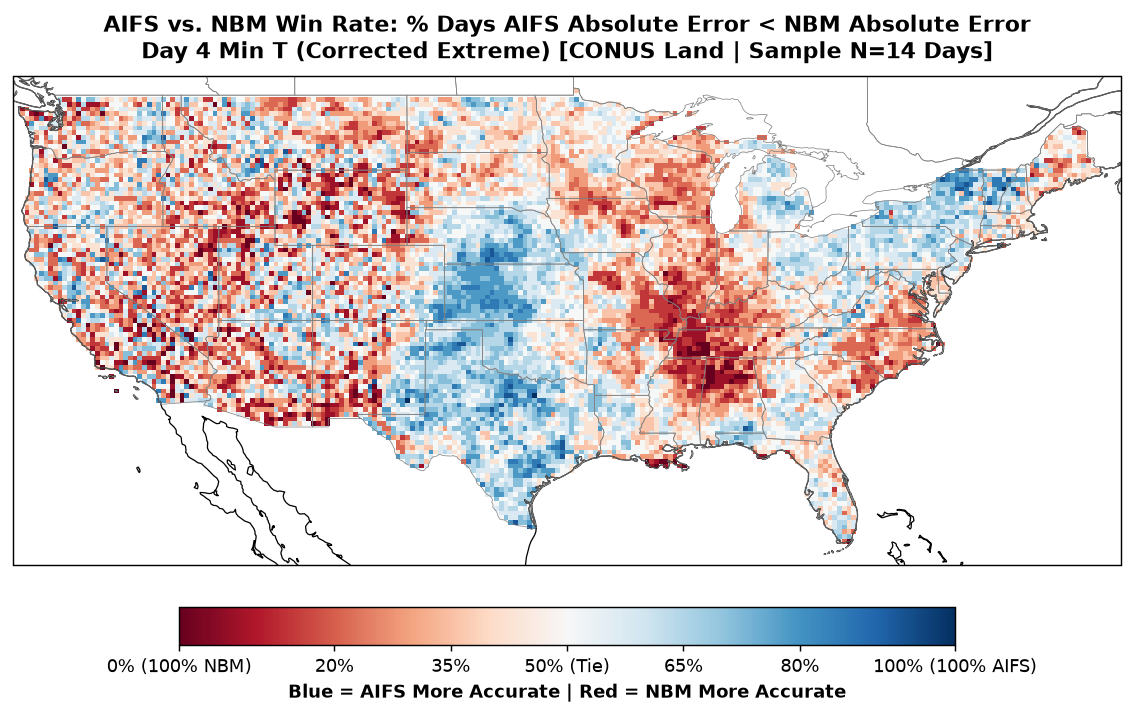 AIFS vs. NBM Win Rate: % Days AIFS Absolute Error < NBM Absolute Error
Day 4 Min T (Corrected Extreme) [CONUS Land | Sample N=14 Days]
0% (100% NBM) 20% 35% 50% (Tie) 65% 80% 100% (100% AIFS)
Blue = AIFS More Accurate | Red = NBM More Accurate